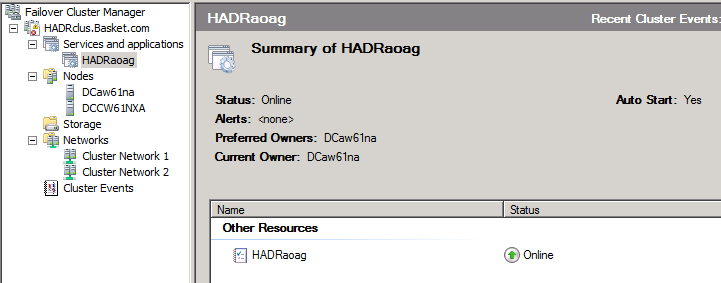 Failover Cluster Manager
HADRclus.Basket.com
Services and applications
HADRaoag
Nodes
DCaw61na
DCCW61NXA
Storage
Networks
Cluster Network 1
Cluster Network 2
Cluster Events
HADRaoag
Recent Cluster Events:
Summary of HADRaoag
Status: Online
Auto Start: Yes
Alerts: <none>
Preferred Owners: DCaw61na
Current Owner: DCaw61na
Name Status
Other Resources
HADRaoag Online